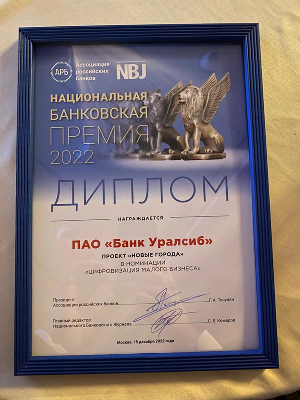 АРБ Ассоциация
российских
банков
NBJ
НАЦИОНАЛЬНАЯ
БАНКОВСКАЯ
ПРЕМИЯ
2022
ДИПЛОМ
НАГРАЖДАЕТСЯ
ПАО «Банк Уралсиб»
ПРОЕКТ «НОВЫЕ ГОРОДА»
В НОМИНАЦИИ
«ЦИФРОВИЗАЦИЯ МАЛОГО БИЗНЕСА»
Президент
Ассоциации российских банков
Г. А. Тосунян
Главный редактор
Национального Банковского Журнала
С. В. Комаров
Москва, 15 декабря 2022 года